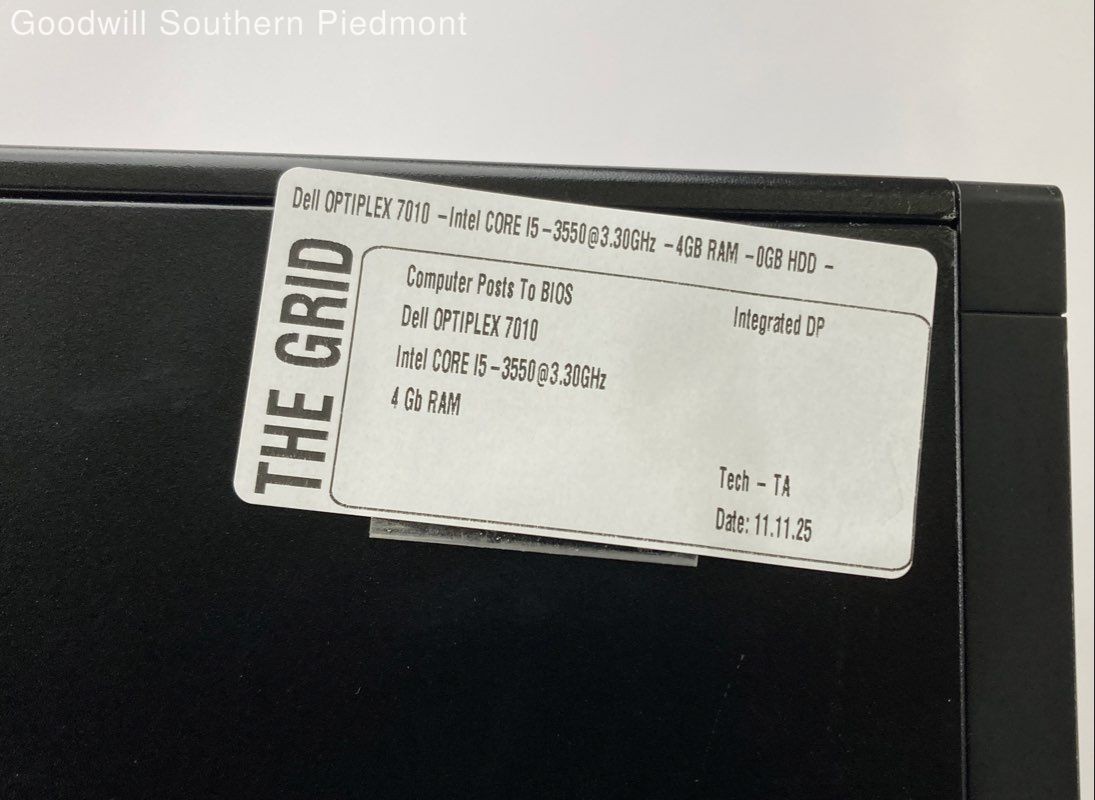 Goodwill Southern Piedmont
Dell OPTIPLEX 7010 -Intel CORE I5-3550@3.30GHz -4GB RAM -0GB HDD -
THE GRID
Computer Posts To BIOS
Dell OPTIPLEX 7010
Intel CORE I5-3550@3.30GHz
4 Gb RAM
Integrated DP
Tech - TA
Date: 11.11.25